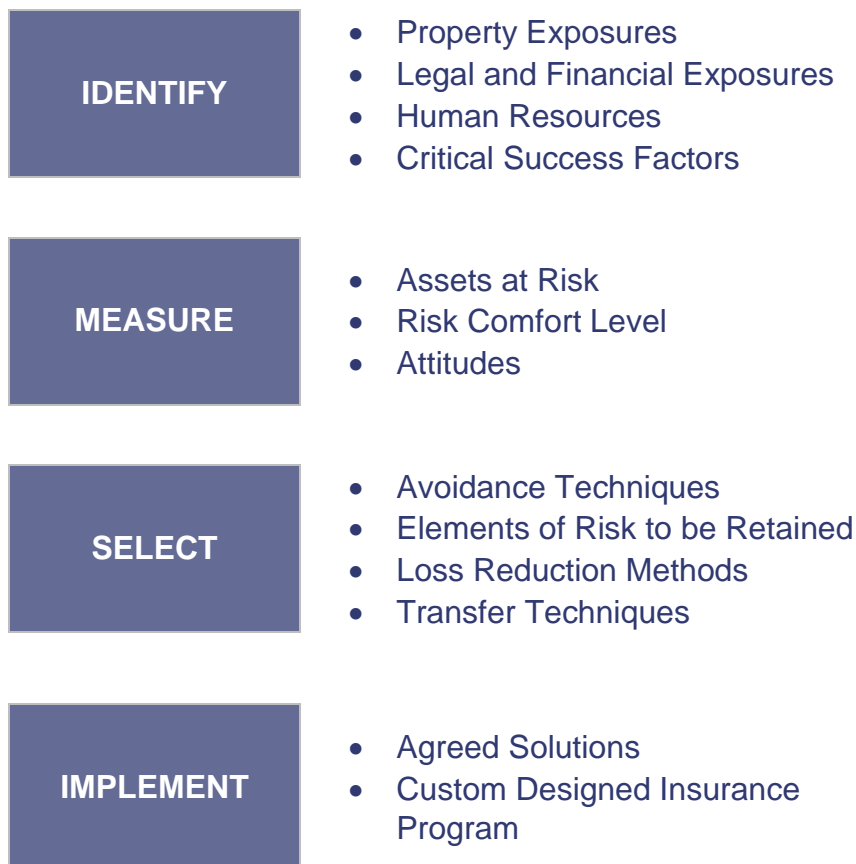 IDENTIFY
• Property Exposures
• Legal and Financial Exposures
• Human Resources
• Critical Success Factors
MEASURE
• Assets at Risk
• Risk Comfort Level
• Attitudes
SELECT
• Avoidance Techniques
• Elements of Risk to be Retained
• Loss Reduction Methods
• Transfer Techniques
IMPLEMENT
• Agreed Solutions
• Custom Designed Insurance
Program